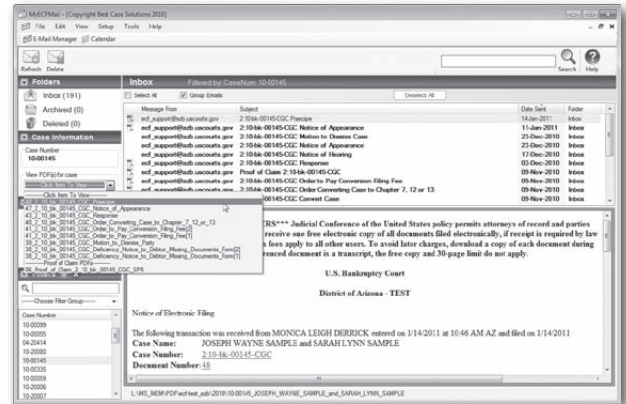 MyECFMail - [Copyright Best Case Solutions 2010]
File Edit View Setup Tools Help
E-Mail Manager Calendar
Refresh Delete
Search Help
Folders
Inbox (191)
Archived (0)
Deleted (0)
Case Information
Case Number
10-00145
View PDF(s) for case
Click Item To View
Click Item To View
48_2_10_bk_00145_CGC_Praecipe
47_2_10_bk_00145_CGC_Notice_of_Appearance
43_2_10_bk_00145_CGC_Response
42_2_10_bk_00145_CGC_Order_Converting_Case_to_Chapter_7,_12_or_13
41_2_10_bk_00145_CGC_Order_to_Pay_Conversion_Filing_Fee[2]
41_2_10_bk_00145_CGC_Order_to_Pay_Conversion_Filing_Fee[1]
39_2_10_bk_00145_CGC_Motion_to_Dismiss_Party
38_2_10_bk_00145_CGC_Deficiency_Notice_to_Debtor_Missing_Documents_Form[2]
38_2_10_bk_00145_CGC_Deficiency_Notice_to_Debtor_Missing_Documents_Form[1]
Proof of Claim PDFs
06_Proof_of_Claim_2_10_bk_00145_CGC_SP5
Choose Filter Group
Case Number
10-00099
10-00055
04-20414
10-20080
10-00145
10-00335
10-00059
10-20006
10-20007
Inbox Filtered by: CaseNum: 10-00145
Select All Group Emails Deselect All
Message From Subject Date Sent Folder
ecf_support@azb.uscourts.gov 2:10-bk-00145-CGC Praecipe 14-Jan-2011 Inbox
ecf_support@azb.uscourts.gov 2:10-bk-00145-CGC Notice of Appearance 11-Jan-2011 Inbox
ecf_support@azb.uscourts.gov 2:10-bk-00145-CGC Motion to Dismiss Case 23-Dec-2010 Inbox
ecf_support@azb.uscourts.gov 2:10-bk-00145-CGC Notice of Appearance 23-Dec-2010 Inbox
ecf_support@azb.uscourts.gov 2:10-bk-00145-CGC Notice of Hearing 17-Dec-2010 Inbox
ecf_support@azb.uscourts.gov 2:10-bk-00145-CGC Response 03-Dec-2010 Inbox
ecf_support@azb.uscourts.gov Proof of Claim 2:10-bk-00145-CGC 09-Nov-2010 Inbox
ecf_support@azb.uscourts.gov 2:10-bk-00145-CGC Order to Pay Conversion Filing Fee 09-Nov-2010 Inbox
ecf_support@azb.uscourts.gov 2:10-bk-00145-CGC Order Converting Case to Chapter 7, 12 or 13 09-Nov-2010 Inbox
2:10-bk-00145-CGC Convert Case 09-Nov-2010 Inbox
ERS*** Judicial Conference of the United States policy permits attorneys of record and parties
receive one free electronic copy of all documents filed electronically, if receipt is required by law
fees apply to all other users. To avoid later charges, download a copy of each document during
renced document is a transcript, the free copy and 30-page limit do not apply.
U.S. Bankruptcy Court
District of Arizona - TEST
Notice of Electronic Filing
The following transaction was received from MONICA LEIGH DERRICK entered on 1/14/2011 at 10:46 AM AZ and filed on 1/14/2011
Case Name: JOSEPH WAYNE SAMPLE and SARAH LYNN SAMPLE
Case Number: 2:10-bk-00145-CGC
Document Number: 48